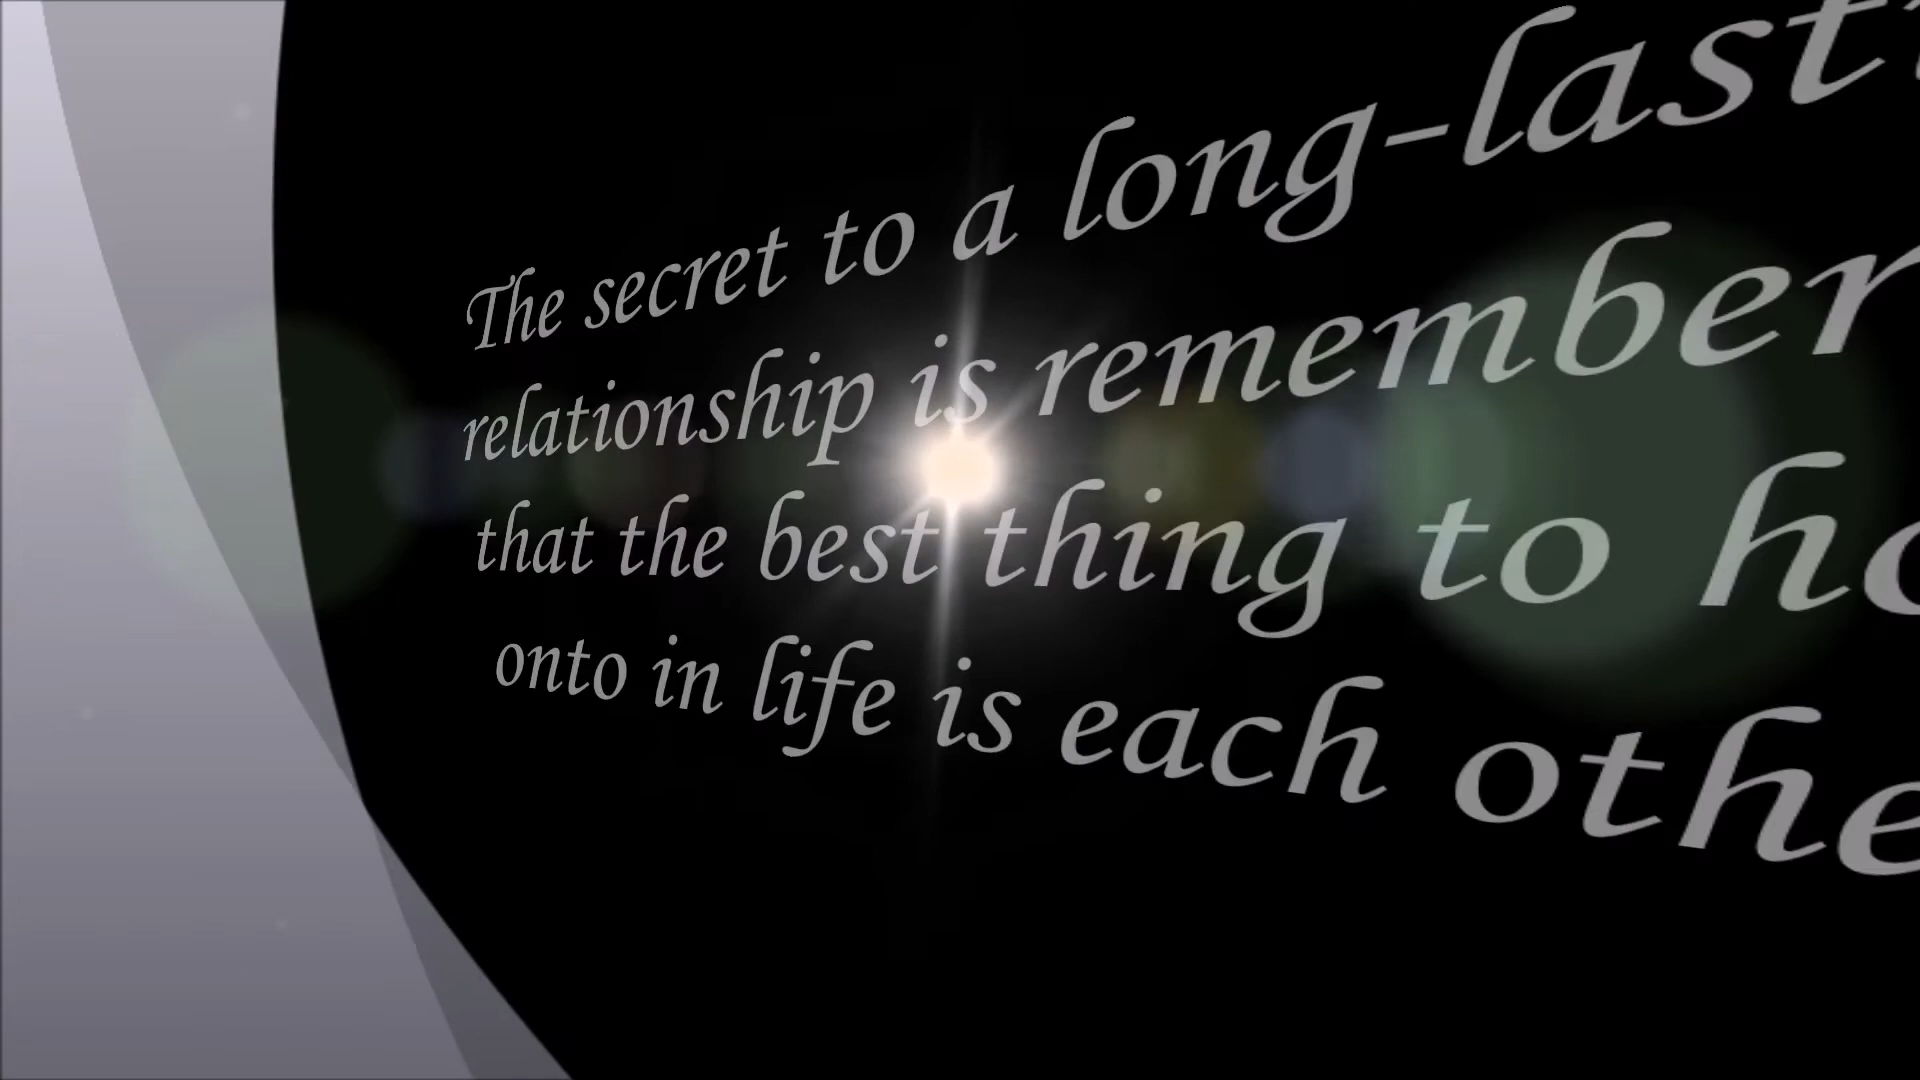 The secret to a long-last
relationship is remember
that the best thing to ho
onto in life is each othe